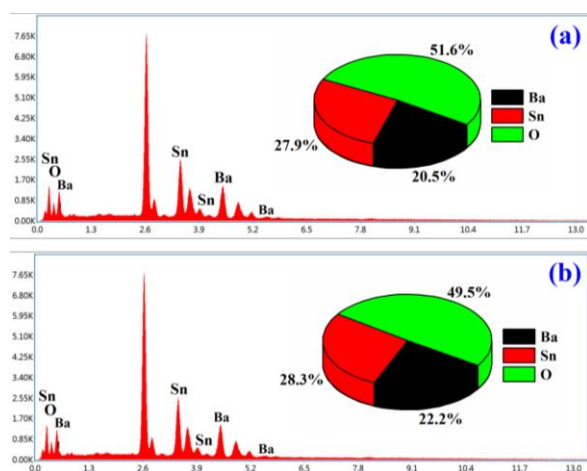 (a)
7.65K
6.80K
5.95K
5.10K
4.25K
3.40K
2.55K
1.70K
0.85K
0.00K
Sn
O
Ba
Sn
Sn
Ba
Ba
51.6%
27.9%
20.5%
Ba
Sn
O
0.0 1.3 2.6 3.9 5.2 6.5 7.8 9.1 10.4 11.7 13.0
(b)
7.65K
6.80K
5.95K
5.10K
4.25K
3.40K
2.55K
1.70K
0.85K
0.00K
Sn
O
Ba
Sn
Sn
Ba
Ba
49.5%
28.3%
22.2%
Ba
Sn
O
0.0 1.3 2.6 3.9 5.2 6.5 7.8 9.1 10.4 11.7 13.0